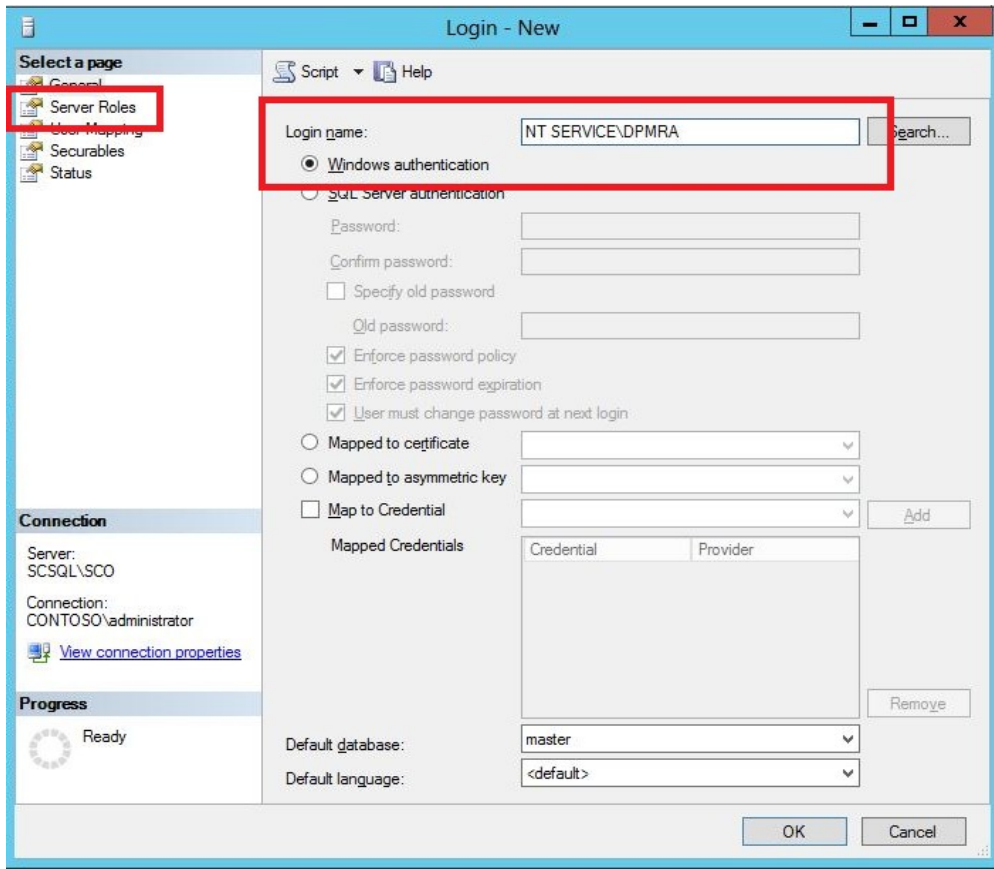 Login - New
Select a page
General
Server Roles
User Mapping
Securables
Status
Script
Help
Login name:
NT SERVICE\DPMRA
Search...
Windows authentication
SQL Server authentication
Password:
Confirm password:
Specify old password
Old password:
Enforce password policy
Enforce password expiration
User must change password at next login
Mapped to certificate
Mapped to asymmetric key
Map to Credential
Add
Mapped Credentials
Credential
Provider
Remove
Default database:
master
Default language:
<default>
Connection
Server:
SCSQL\SCO
Connection:
CONTOSO\administrator
View connection properties
Progress
Ready
OK
Cancel